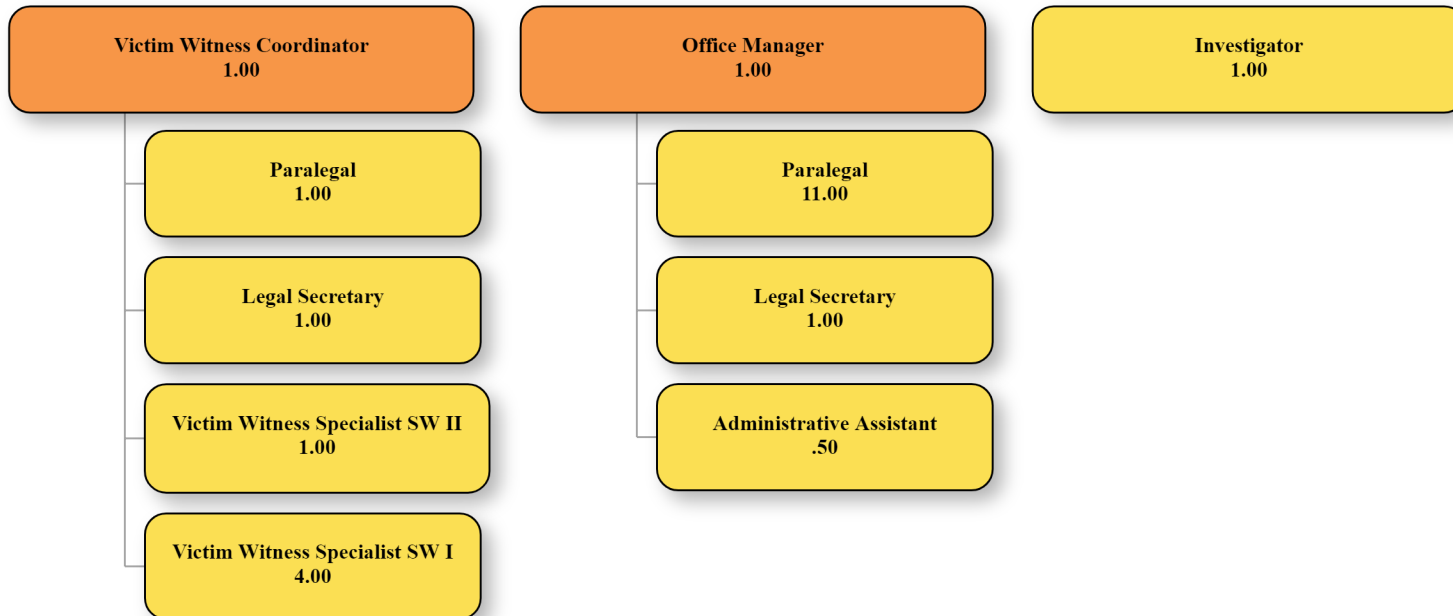 Victim Witness Coordinator
1.00
Office Manager
1.00
Investigator
1.00
Paralegal
1.00
Legal Secretary
1.00
Victim Witness Specialist SW II
1.00
Victim Witness Specialist SW I
4.00
Paralegal
11.00
Legal Secretary
1.00
Administrative Assistant
.50